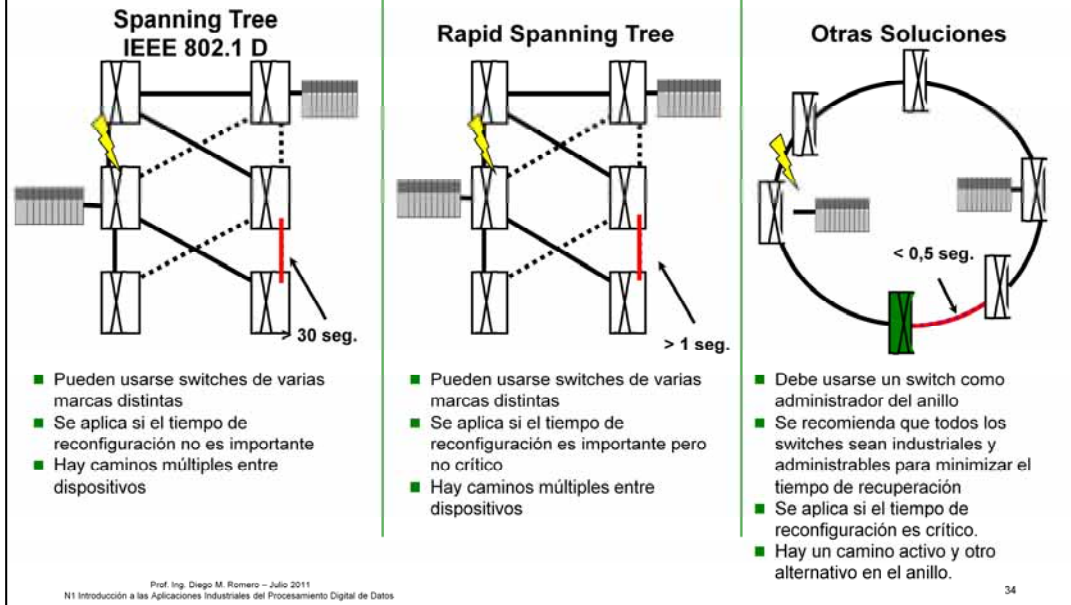 Spanning Tree
IEEE 802.1 D
> 30 seg.
Pueden usarse switches de varias
marcas distintas
Se aplica si el tiempo de
reconfiguración no es importante
Hay caminos múltiples entre
dispositivos
Rapid Spanning Tree
> 1 seg.
Pueden usarse switches de varias
marcas distintas
Se aplica si el tiempo de
reconfiguración es importante pero
no crítico
Hay caminos múltiples entre
dispositivos
Otras Soluciones
< 0,5 seg.
Debe usarse un switch como
administrador del anillo
Se recomienda que todos los
switches sean industriales y
administrables para minimizar el
tiempo de recuperación
Se aplica si el tiempo de
reconfiguración es crítico.
Hay un camino activo y otro
alternativo en el anillo.
Prof. Ing. Diego M. Romero – Julio 2011
N1 Introducción a las Aplicaciones Industriales del Procesamiento Digital de Datos
34